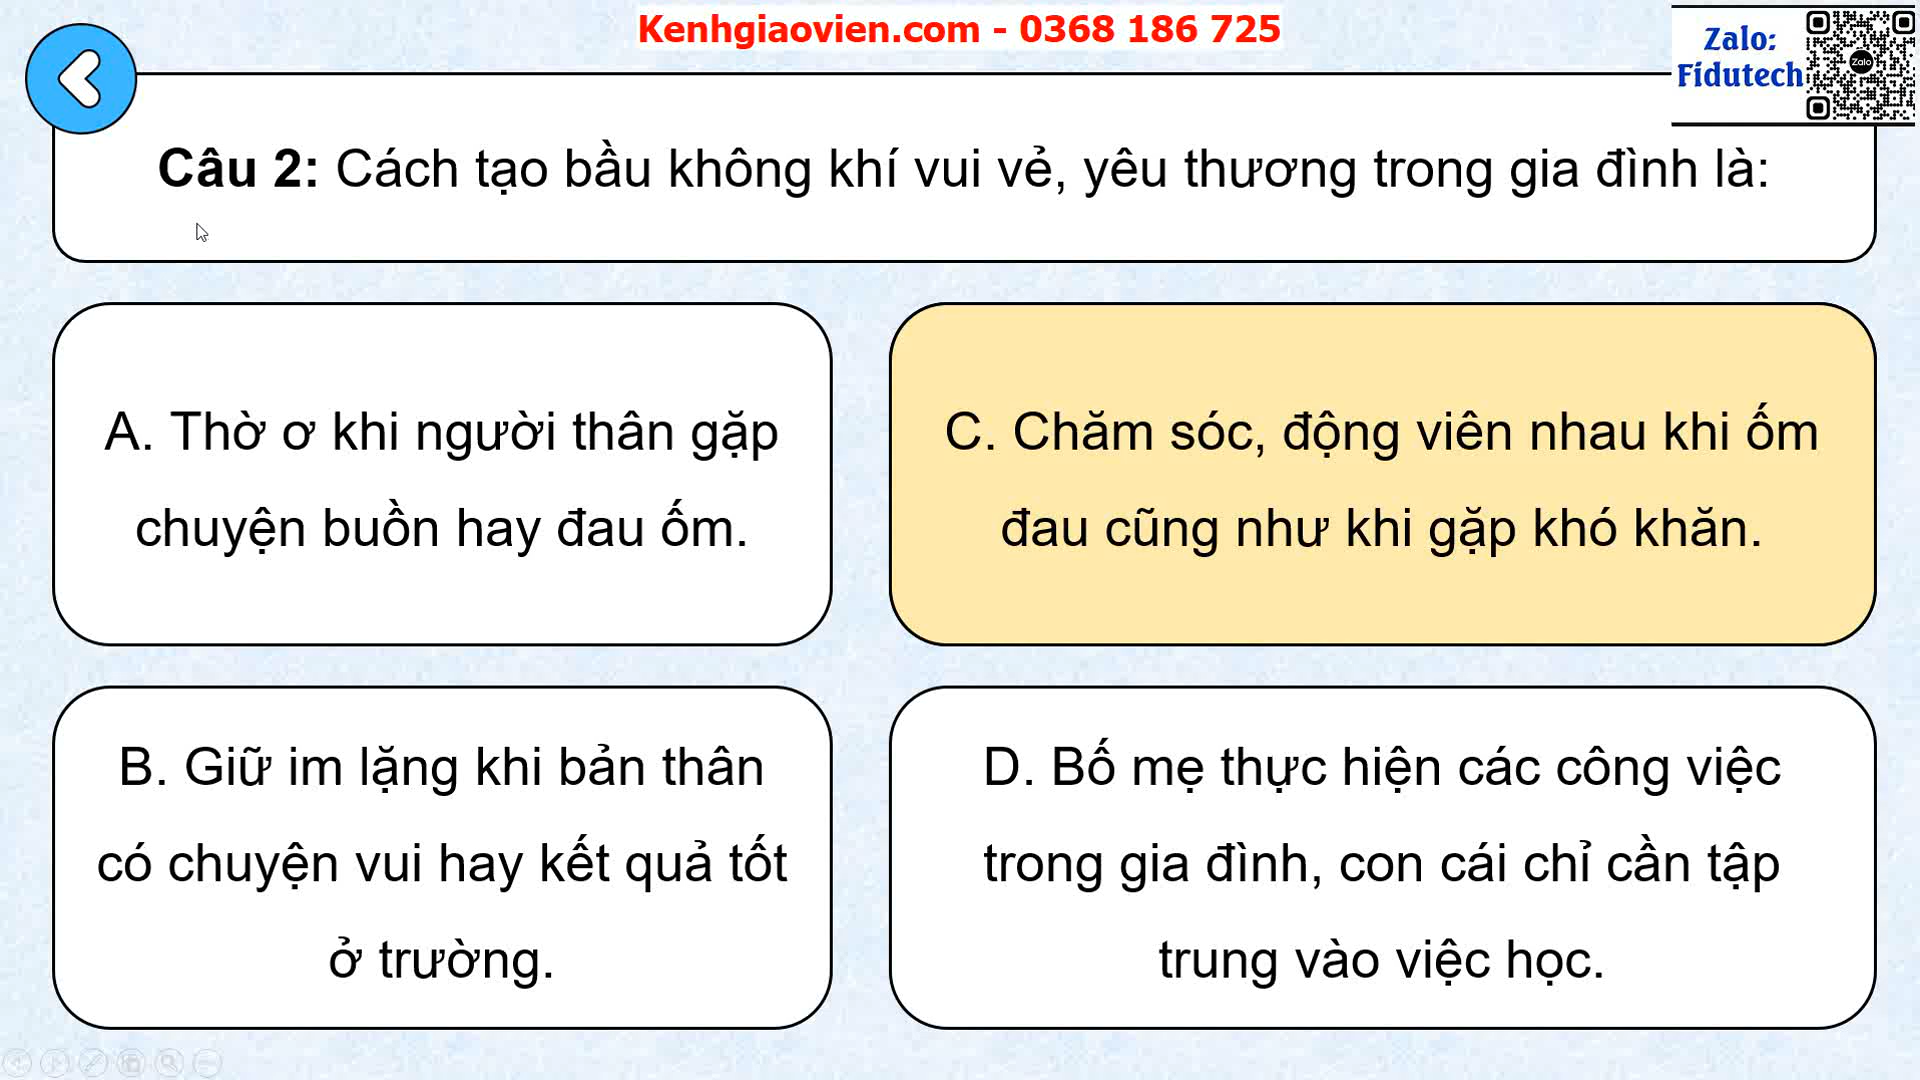 Kenhgiaovien.com - 0368 186 725
Zalo:
Fidutech
Zalo
Câu 2: Cách tạo bầu không khí vui vẻ, yêu thương trong gia đình là:
A. Thờ ơ khi người thân gặp
chuyện buồn hay đau ốm.
C. Chăm sóc, động viên nhau khi ốm
đau cũng như khi gặp khó khăn.
B. Giữ im lặng khi bản thân
có chuyện vui hay kết quả tốt
ở trường.
D. Bố mẹ thực hiện các công việc
trong gia đình, con cái chỉ cần tập
trung vào việc học.